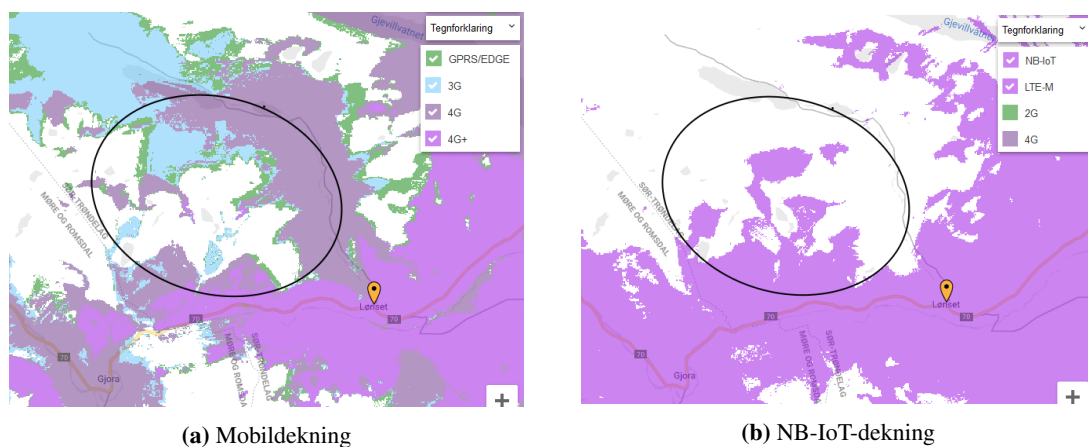 Gjevillvatnet
Tegnforklaring
GPRS/EDGE
3G
4G
4G+
SØR-TRØNDELAG
MØRE OG ROMSDAL
Lønset
70
70
70
Gjora
SØR-TRØNDELAG
MØRE OG ROMSDAL
+
(a) Mobildekning
Gjevillvatnet
Tegnforklaring
NB-IoT
LTE-M
2G
4G
SØR-TRØNDELAG
MØRE OG ROMSDAL
Lønset
70
70
70
Gjora
SØR-TRØNDELAG
MØRE OG ROMSDAL
+
(b) NB-IoT-dekning